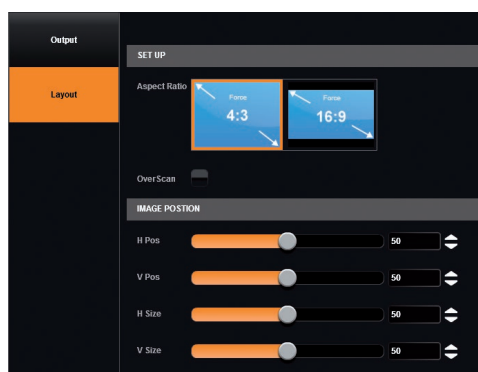 Output
SET UP
Layout
Aspect Ratio
Force
4:3
Force
16:9
OverScan
IMAGE POSTION
H Pos
50
V Pos
50
H Size
50
V Size
50